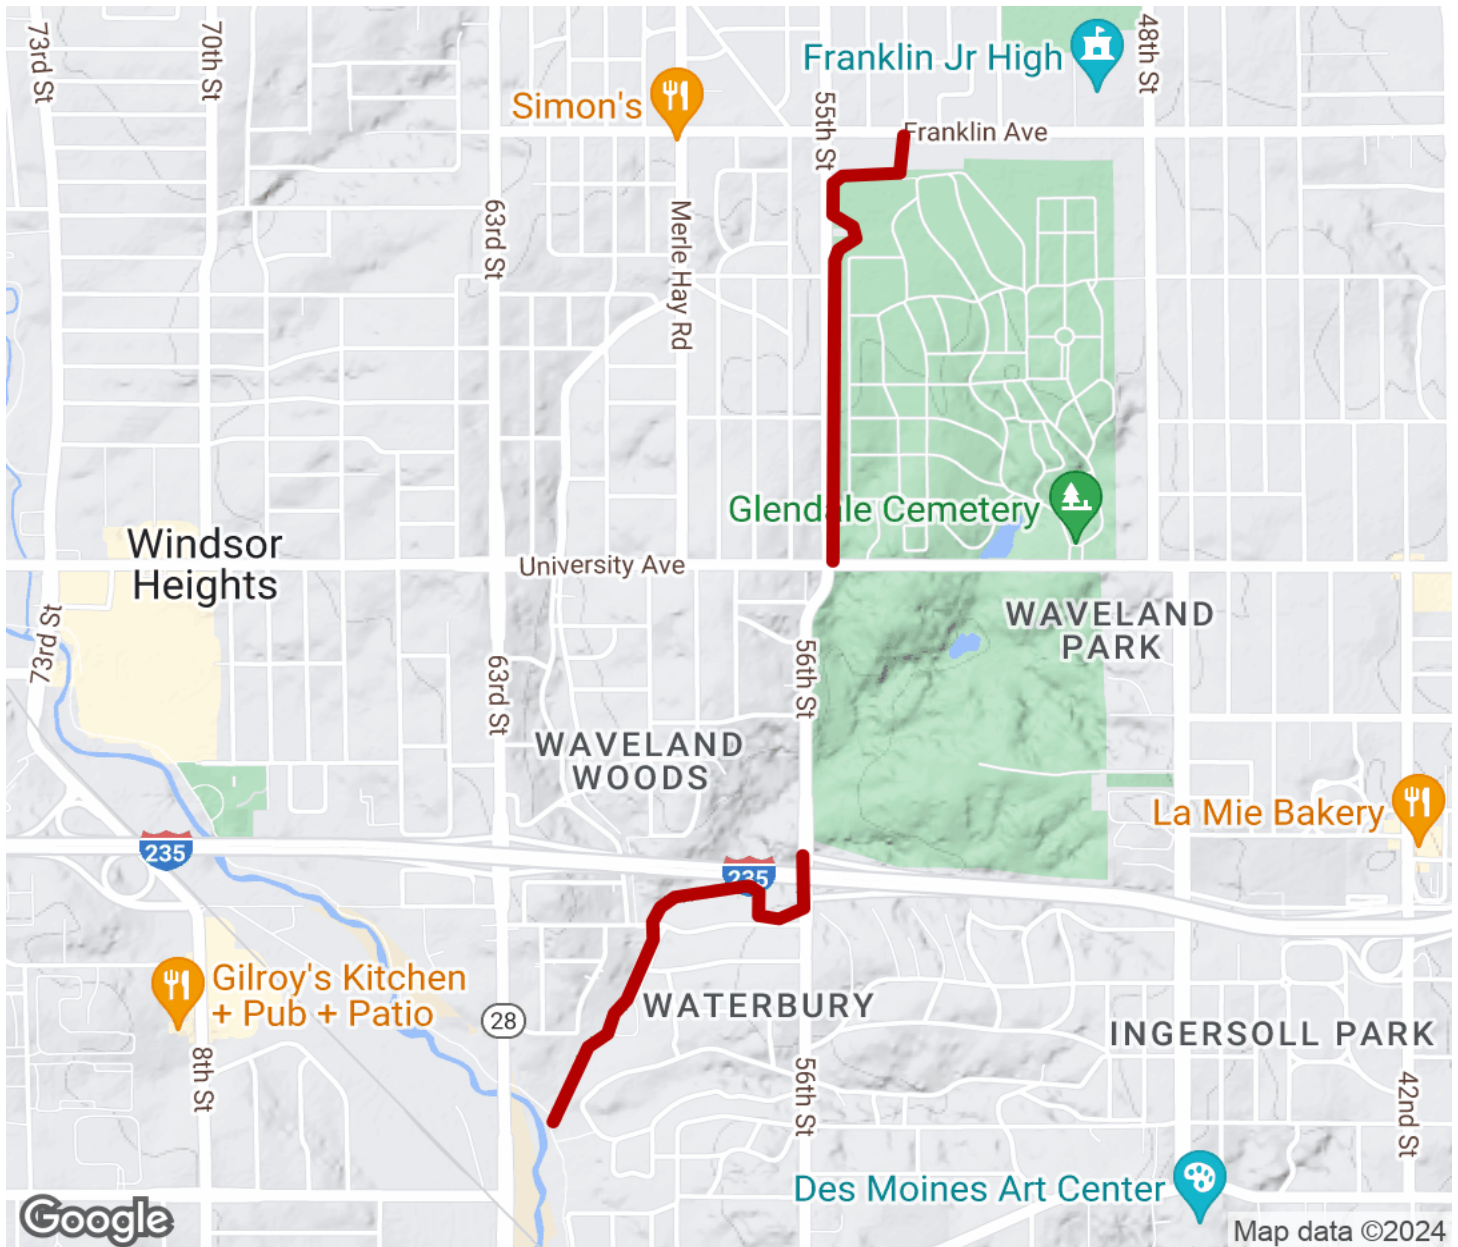 73rd St
70th St
Franklin Jr High
48th St
Simon's
55th St
Franklin Ave
63rd St
Merle Hay Rd
Glendale Cemetery
Windsor
Heights
University Ave
73rd St
WAVELAND
PARK
63rd St
56th St
WAVELAND
WOODS
La Mie Bakery
235
235
Gilroy's Kitchen
+ Pub + Patio
28
WATERBURY
INGERSOLL PARK
8th St
56th St
42nd St
Des Moines Art Center
Google
Map data ©2024